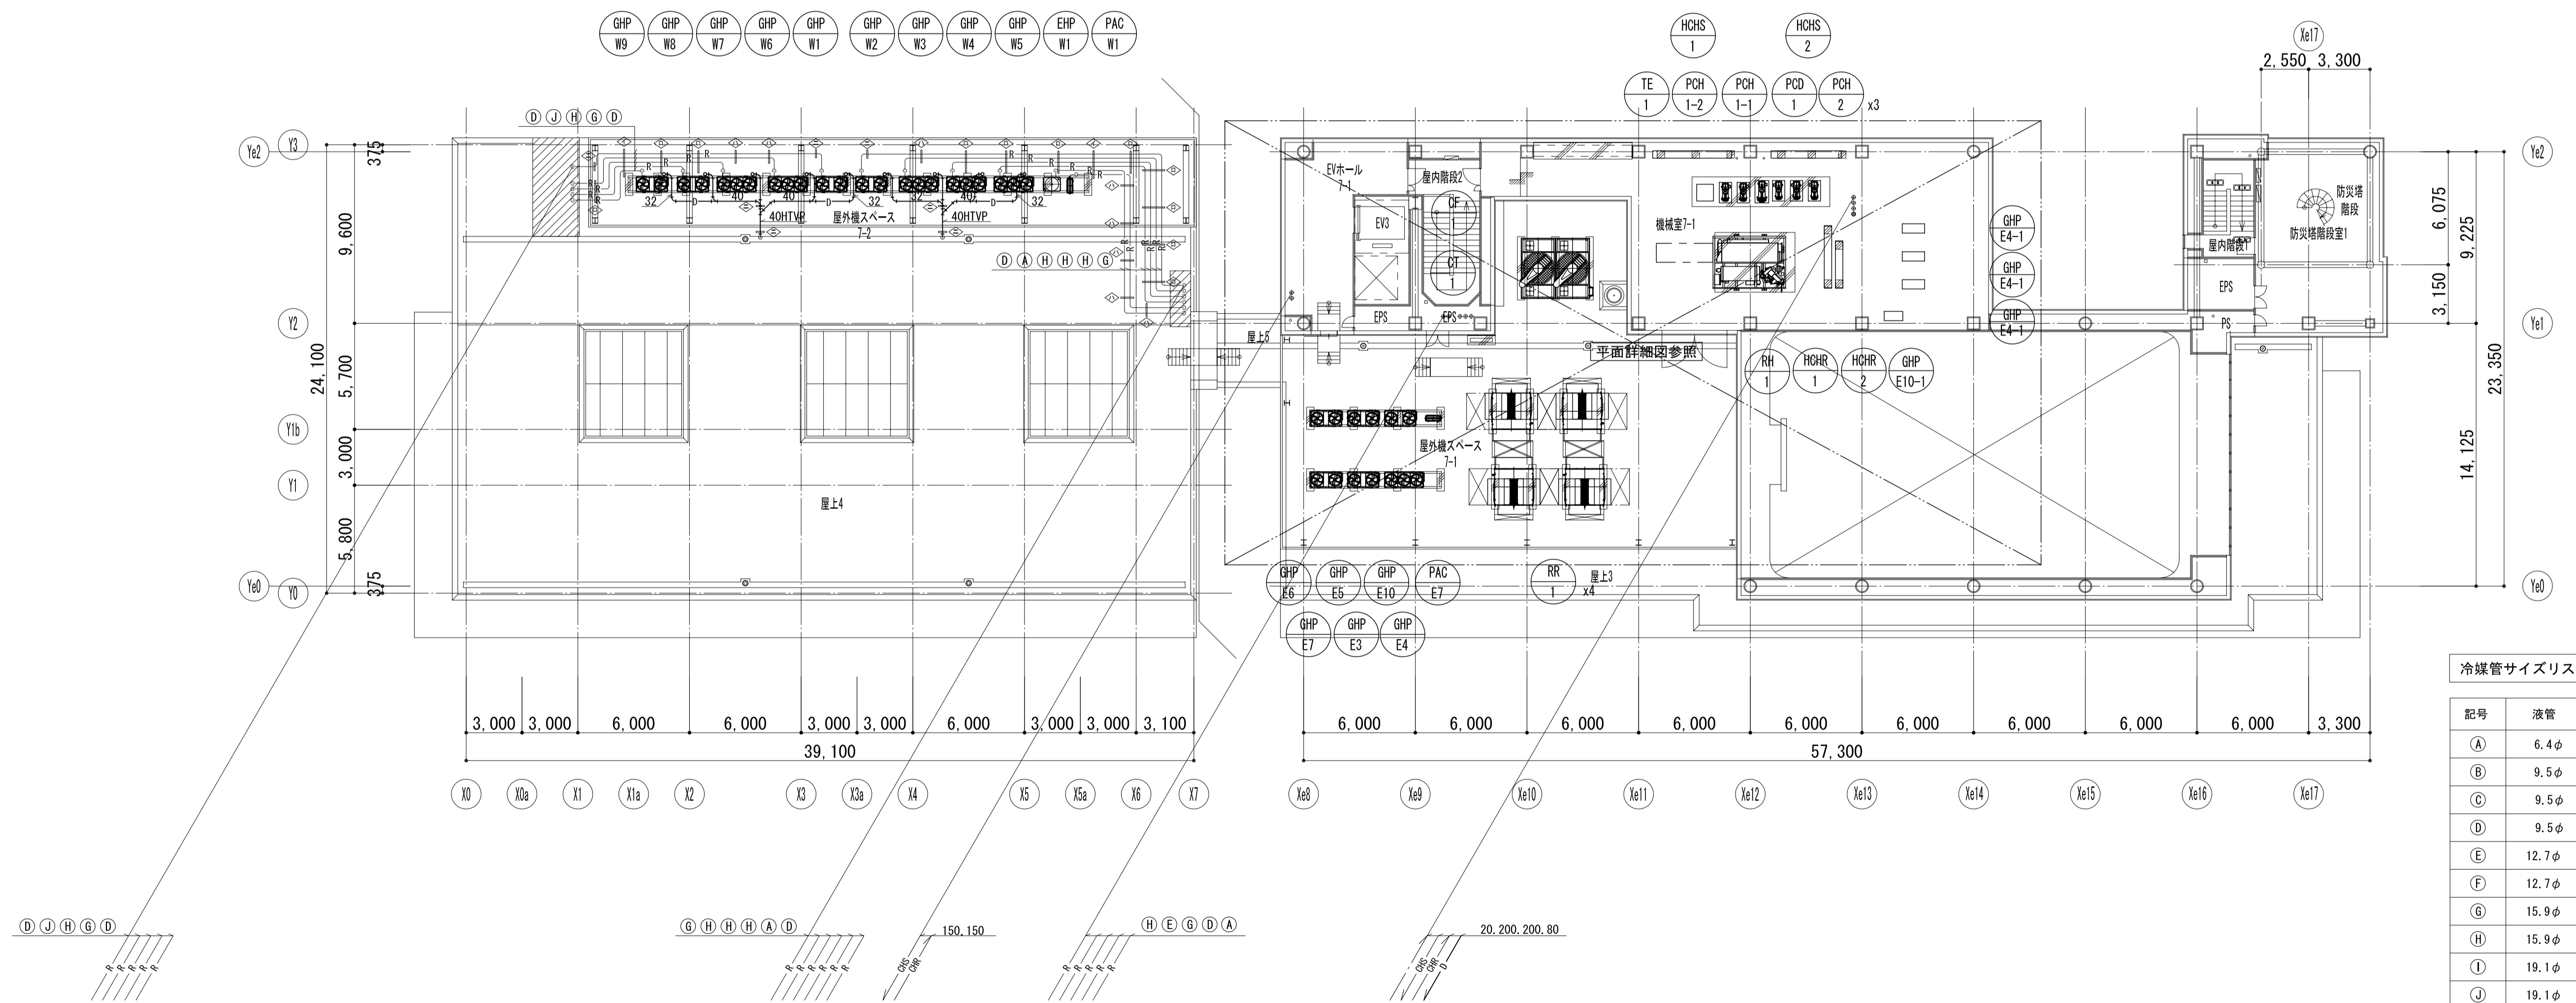 GHP W9
GHP W8
GHP W7
GHP W6
GHP W1
GHP W2
GHP W3
GHP W4
GHP W5
EHP W1
PAC W1
HCHS 1
HCHS 2
TE 1
PCH 1-2
PCH 1-1
PCD 1
PCH 2
x3
Xe17
2,550 3,300
Ⓓ Ⓙ Ⓗ Ⓖ Ⓓ
Ye2
Y3
375
9,600
Y2
5,700
24,100
Y1b
3,000
Y1
5,800
Ye0
Y0
375
32
D
40
40
D
32
32
D
40
D
32
40HTVP
40HTVP
屋外機スペース
7-2
Ⓓ Ⓐ Ⓗ Ⓗ Ⓗ Ⓖ
屋上4
屋上5
EVホール
7-1
屋内階段2
EV3
CF 1
CT 1
EPS
EPS
機械室7-1
GHP E4-1
GHP E4-1
GHP E4-1
平面詳細図参照
RH 1
HCHR 1
HCHR 2
GHP E10-1
屋外機スペース
7-1
屋内階段1
防災塔
階段
防災塔階段室1
EPS
PS
Ye2
6,075
9,225
3,150
Ye1
23,350
14,125
Ye0
GHP E6
GHP E5
GHP E10
PAC E7
RR 1
x4
屋上3
GHP E7
GHP E3
GHP E4
3,000 3,000 6,000 6,000 3,000 3,000 6,000 3,000 3,000 3,100
39,100
6,000 6,000 6,000 6,000 6,000 6,000 6,000 6,000 6,000 3,300
57,300
X0 X0a X1 X1a X2 X3 X3a X4 X5 X5a X6 X7
Xe8 Xe9 Xe10 Xe11 Xe12 Xe13 Xe14 Xe15 Xe16 Xe17
Ⓓ Ⓙ Ⓗ Ⓖ Ⓓ
R R R R R
Ⓖ Ⓗ Ⓗ Ⓗ Ⓐ Ⓓ
R R R R R R
150.150
CHS CHR
Ⓗ Ⓔ Ⓖ Ⓓ Ⓐ
R R R R R
20.200.200.80
CHS CHR D
冷媒管サイズリス
記号 液管
Ⓐ 6.4φ
Ⓑ 9.5φ
Ⓒ 9.5φ
Ⓓ 9.5φ
Ⓔ 12.7φ
Ⓕ 12.7φ
Ⓖ 15.9φ
Ⓗ 15.9φ
Ⓘ 19.1φ
Ⓙ 19.1φ